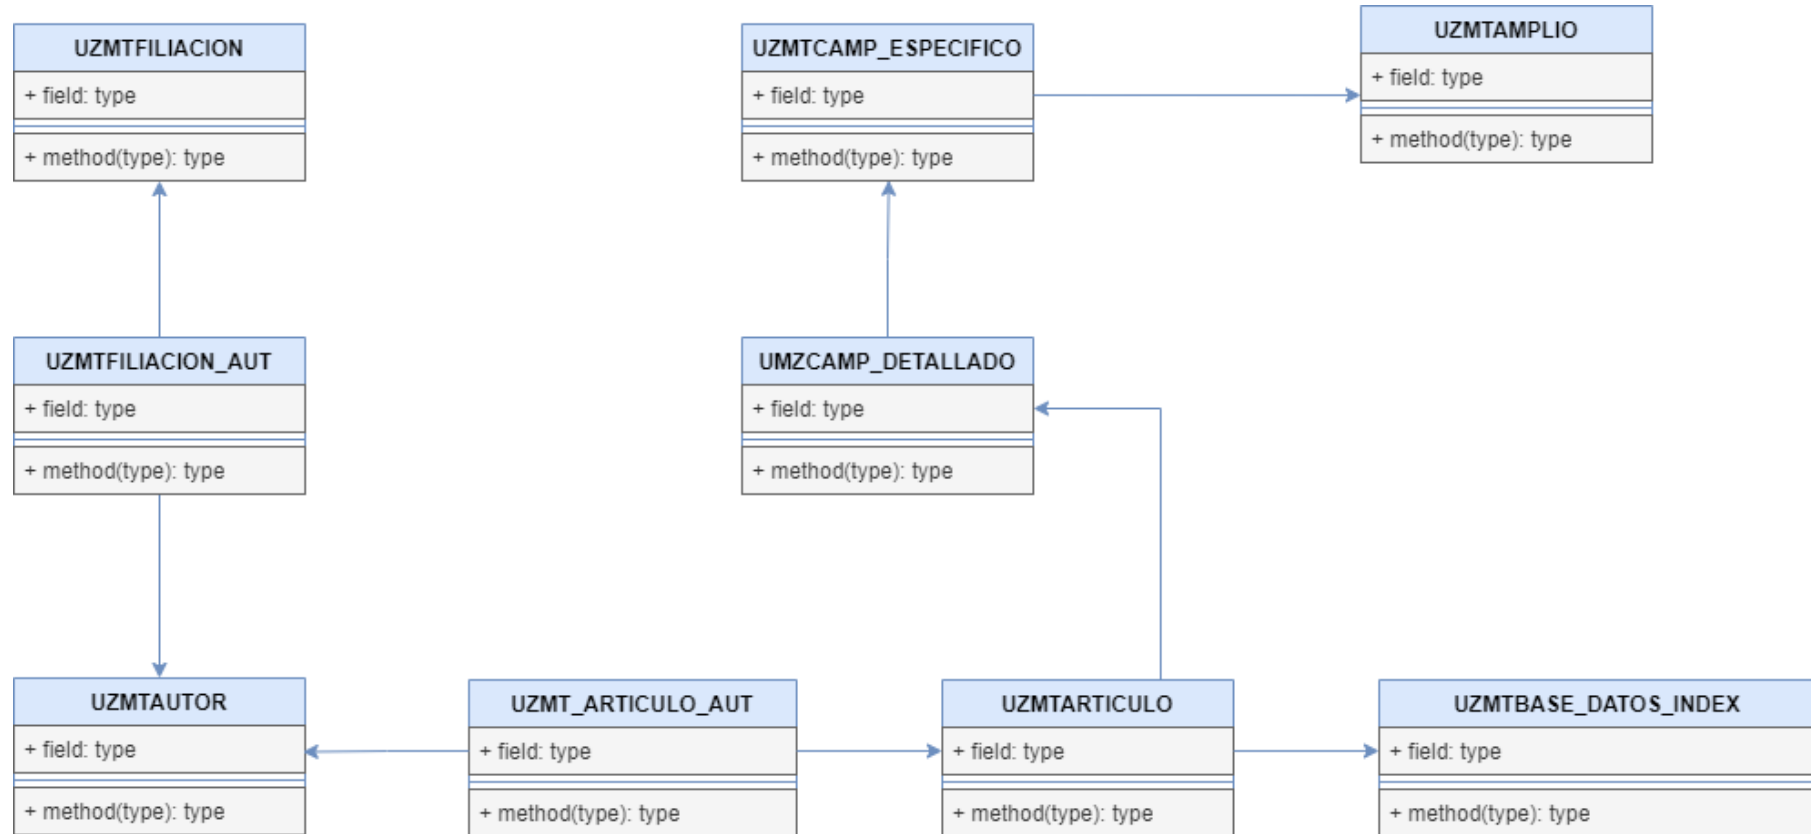 UZMTFILIACION
+ field: type
+ method(type): type
UZMTCAMP_ESPECIFICO
+ field: type
+ method(type): type
UZMTAMPLIO
+ field: type
+ method(type): type
UZMTFILIACION_AUT
+ field: type
+ method(type): type
UMZCAMP_DETALLADO
+ field: type
+ method(type): type
UZMTAUTOR
+ field: type
+ method(type): type
UZMT_ARTICULO_AUT
+ field: type
+ method(type): type
UZMTARTICULO
+ field: type
+ method(type): type
UZMTBASE_DATOS_INDEX
+ field: type
+ method(type): type